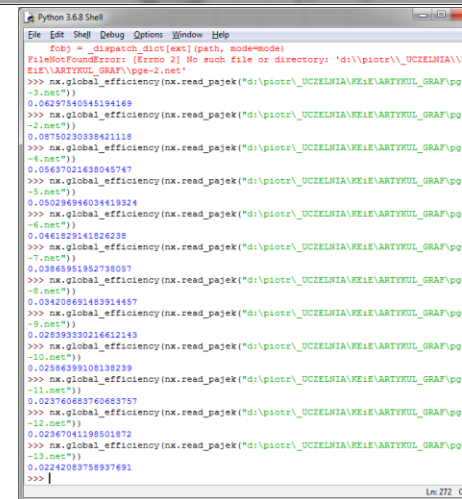 Python 3.6.8 Shell
File Edit Shell Debug Options Window Help
fobj = _dispatch_dict[ext](path, mode=mode)
FileNotFoundError: [Errno 2] No such file or directory: 'd:\\piotr\\_UCZELNIA\\
EiE\\ARTYKUL_GRAF\\pge-2.net'
>>> nx.global_efficiency(nx.read_pajek("d:\piotr\_UCZELNIA\KEiE\ARTYKUL_GRAF\pg
-3.net"))
0.06297540545194169
>>> nx.global_efficiency(nx.read_pajek("d:\piotr\_UCZELNIA\KEiE\ARTYKUL_GRAF\pg
-2.net"))
0.08750230338421118
>>> nx.global_efficiency(nx.read_pajek("d:\piotr\_UCZELNIA\KEiE\ARTYKUL_GRAF\pg
-4.net"))
0.05637021638045747
>>> nx.global_efficiency(nx.read_pajek("d:\piotr\_UCZELNIA\KEiE\ARTYKUL_GRAF\pg
-5.net"))
0.050296946034419324
>>> nx.global_efficiency(nx.read_pajek("d:\piotr\_UCZELNIA\KEiE\ARTYKUL_GRAF\pg
-6.net"))
0.0461829141826238
>>> nx.global_efficiency(nx.read_pajek("d:\piotr\_UCZELNIA\KEiE\ARTYKUL_GRAF\pg
-7.net"))
0.03865951952738057
>>> nx.global_efficiency(nx.read_pajek("d:\piotr\_UCZELNIA\KEiE\ARTYKUL_GRAF\pg
-8.net"))
0.034208691483914457
>>> nx.global_efficiency(nx.read_pajek("d:\piotr\_UCZELNIA\KEiE\ARTYKUL_GRAF\pg
-9.net"))
0.028393330216612143
>>> nx.global_efficiency(nx.read_pajek("d:\piotr\_UCZELNIA\KEiE\ARTYKUL_GRAF\pg
-10.net"))
0.02586399108138239
>>> nx.global_efficiency(nx.read_pajek("d:\piotr\_UCZELNIA\KEiE\ARTYKUL_GRAF\pg
-11.net"))
0.023760683760683757
>>> nx.global_efficiency(nx.read_pajek("d:\piotr\_UCZELNIA\KEiE\ARTYKUL_GRAF\pg
-12.net"))
0.02367041198501872
>>> nx.global_efficiency(nx.read_pajek("d:\piotr\_UCZELNIA\KEiE\ARTYKUL_GRAF\pg
-13.net"))
0.02242083758937691
>>>
Ln: 272